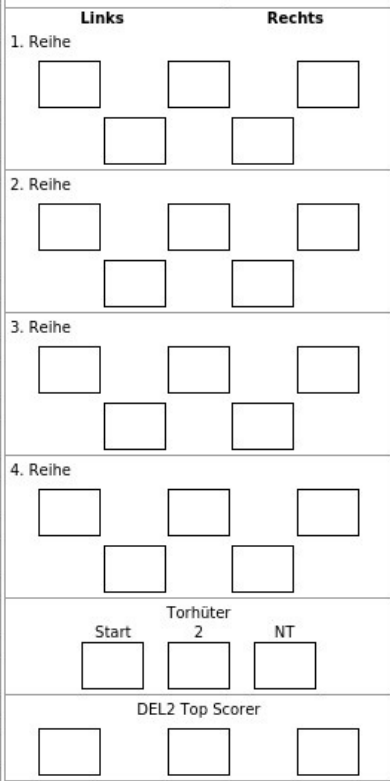 Links Rechts
1. Reihe
2. Reihe
3. Reihe
4. Reihe
Torhüter
Start 2 NT
DEL2 Top Scorer